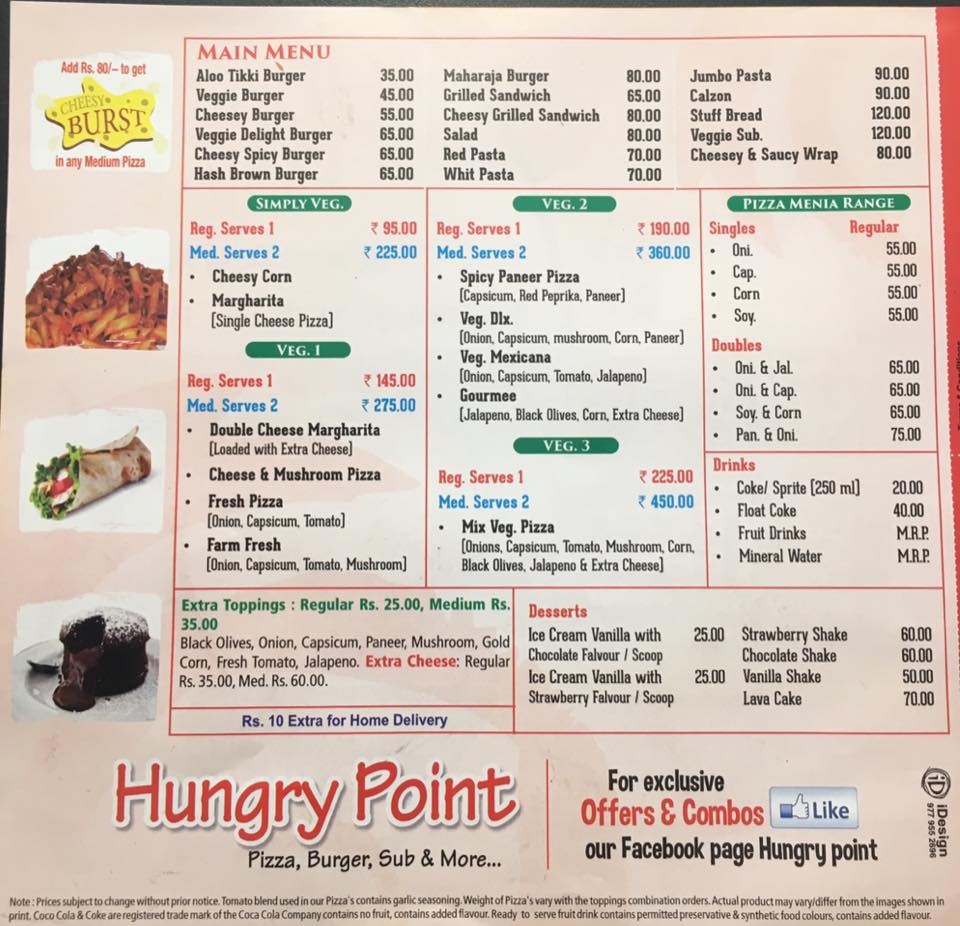 Add Rs. 80/– to get
CHEESY
BURST
in any Medium Pizza
MAIN MENU
Aloo Tikki Burger 35.00
Veggie Burger 45.00
Cheesey Burger 55.00
Veggie Delight Burger 65.00
Cheesy Spicy Burger 65.00
Hash Brown Burger 65.00
Maharaja Burger 80.00
Grilled Sandwich 65.00
Cheesy Grilled Sandwich 80.00
Salad 80.00
Red Pasta 70.00
Whit Pasta 70.00
Jumbo Pasta 90.00
Calzon 90.00
Stuff Bread 120.00
Veggie Sub. 120.00
Cheesey & Saucy Wrap 80.00
SIMPLY VEG.
Reg. Serves 1 ₹ 95.00
Med. Serves 2 ₹ 225.00
• Cheesy Corn
• Margharita
[Single Cheese Pizza]
VEG. 1
Reg. Serves 1 ₹ 145.00
Med. Serves 2 ₹ 275.00
• Double Cheese Margharita
[Loaded with Extra Cheese]
• Cheese & Mushroom Pizza
• Fresh Pizza
[Onion, Capsicum, Tomato]
• Farm Fresh
[Onion, Capsicum, Tomato, Mushroom]
VEG. 2
Reg. Serves 1 ₹ 190.00
Med. Serves 2 ₹ 360.00
• Spicy Paneer Pizza
[Capsicum, Red Peprika, Paneer]
• Veg. Dlx.
[Onion, Capsicum, mushroom, Corn, Paneer]
• Veg. Mexicana
[Onion, Capsicum, Tomato, Jalapeno]
• Gourmee
[Jalapeno, Black Olives, Corn, Extra Cheese]
VEG. 3
Reg. Serves 1 ₹ 225.00
Med. Serves 2 ₹ 450.00
• Mix Veg. Pizza
[Onions, Capsicum, Tomato, Mushroom, Corn,
Black Olives, Jalapeno & Extra Cheese]
PIZZA MENIA RANGE
Singles Regular
• Oni. 55.00
• Cap. 55.00
• Corn 55.00
• Soy. 55.00
Doubles
• Oni. & Jal. 65.00
• Oni. & Cap. 65.00
• Soy. & Corn 65.00
• Pan. & Oni. 75.00
Drinks
• Coke/ Sprite [250 ml] 20.00
• Float Coke 40.00
• Fruit Drinks M.R.P.
• Mineral Water M.R.P.
Extra Toppings : Regular Rs. 25.00, Medium Rs.
35.00
Black Olives, Onion, Capsicum, Paneer, Mushroom, Gold
Corn, Fresh Tomato, Jalapeno. Extra Cheese: Regular
Rs. 35.00, Med. Rs. 60.00.
Rs. 10 Extra for Home Delivery
Desserts
Ice Cream Vanilla with 25.00
Chocolate Falvour / Scoop
Ice Cream Vanilla with 25.00
Strawberry Falvour / Scoop
Strawberry Shake 60.00
Chocolate Shake 60.00
Vanilla Shake 50.00
Lava Cake 70.00
Hungry Point
Pizza, Burger, Sub & More...
For exclusive
Offers & Combos Like
our Facebook page Hungry point
iD iDesign
977 955 2896
Note : Prices subject to change without prior notice. Tomato blend used in our Pizza's contains garlic seasoning. Weight of Pizza's vary with the toppings combination orders. Actual product may vary/differ from the images shown in
print. Coco Cola & Coke are registered trade mark of the Coca Cola Company contains no fruit, contains added flavour. Ready to serve fruit drink contains permitted preservative & synthetic food colours, contains added flavour.